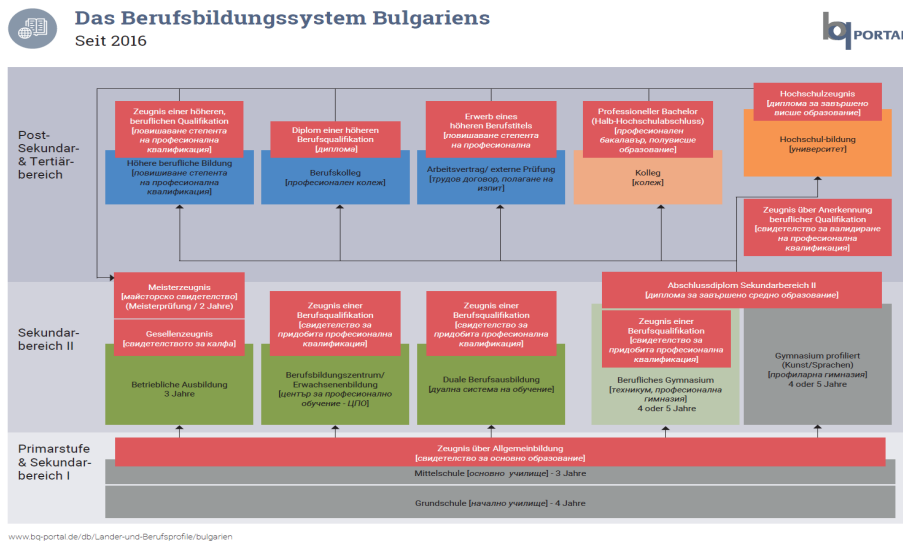 Das Berufsbildungssystem Bulgariens
Seit 2016
bq PORTAL
Post-
Sekundar-
& Tertiär-
bereich
Zeugnis einer höheren,
beruflichen Qualifikation
[повишаване степента
на професионална
квалификация]
Höhere berufliche Bildung
[повишиване степента
на професионална
квалификация]
Diplom einer höheren
Berufsqualifikation
[диплома]
Berufskolleg
[професионален колеж]
Erwerb eines
höheren Berufstitels
[повишаване степента
на професионална
Arbeitsvertrag/ externe Prüfung
[трудов договор, полагане на
изпит]
Professioneller Bachelor
(Halb-Hochschulabschluss)
[професионален
бакалавър, полувисше
образование]
Kolleg
[колеж]
Hochschulzeugnis
[диплома за завършено
висше образование]
Hochschul-bildung
[университет]
Zeugnis über Anerkennung
beruflicher Qualifikation
[свидетелство за валидиране
на професионална
квалификация]
Sekundar-
bereich II
Meisterzeugnis
[майсторско свидетелство]
(Meisterprüfung / 2 Jahre)
Gesellenzeugnis
[свидетелството за калфа]
Betriebliche Ausbildung
3 Jahre
Zeugnis einer
Berufsqualifikation
[свидетелство за
придобита професионална
квалификация]
Berufsbildungszentrum/
Erwachsenenbildung
[център за професионално
обучение - ЦПО]
Zeugnis einer
Berufsqualifikation
[свидетелство за
придобита професионална
квалификация]
Duale Berufsausbildung
[дуална система на обучение]
Abschlussdiplom Sekundarbereich II
[диплома за завършено средно образование]
Zeugnis einer
Berufsqualifikation
[свидетелство за
придобита професионална
квалификация]
Berufliches Gymnasium
[техникум, професионална
гимназия]
4 oder 5 Jahre
Gymnasium profiliert
(Kunst/Sprachen)
[профиларна гимназия]
4 oder 5 Jahre
Primarstufe
& Sekundar-
bereich I
Zeugnis über Allgemeinbildung
[свидетелство за основно образование]
Mittelschule [основно училище] - 3 Jahre
Grundschule [начално училище] - 4 Jahre
www.bq-portal.de/db/Lander-und-Berufsprofile/bulgarien